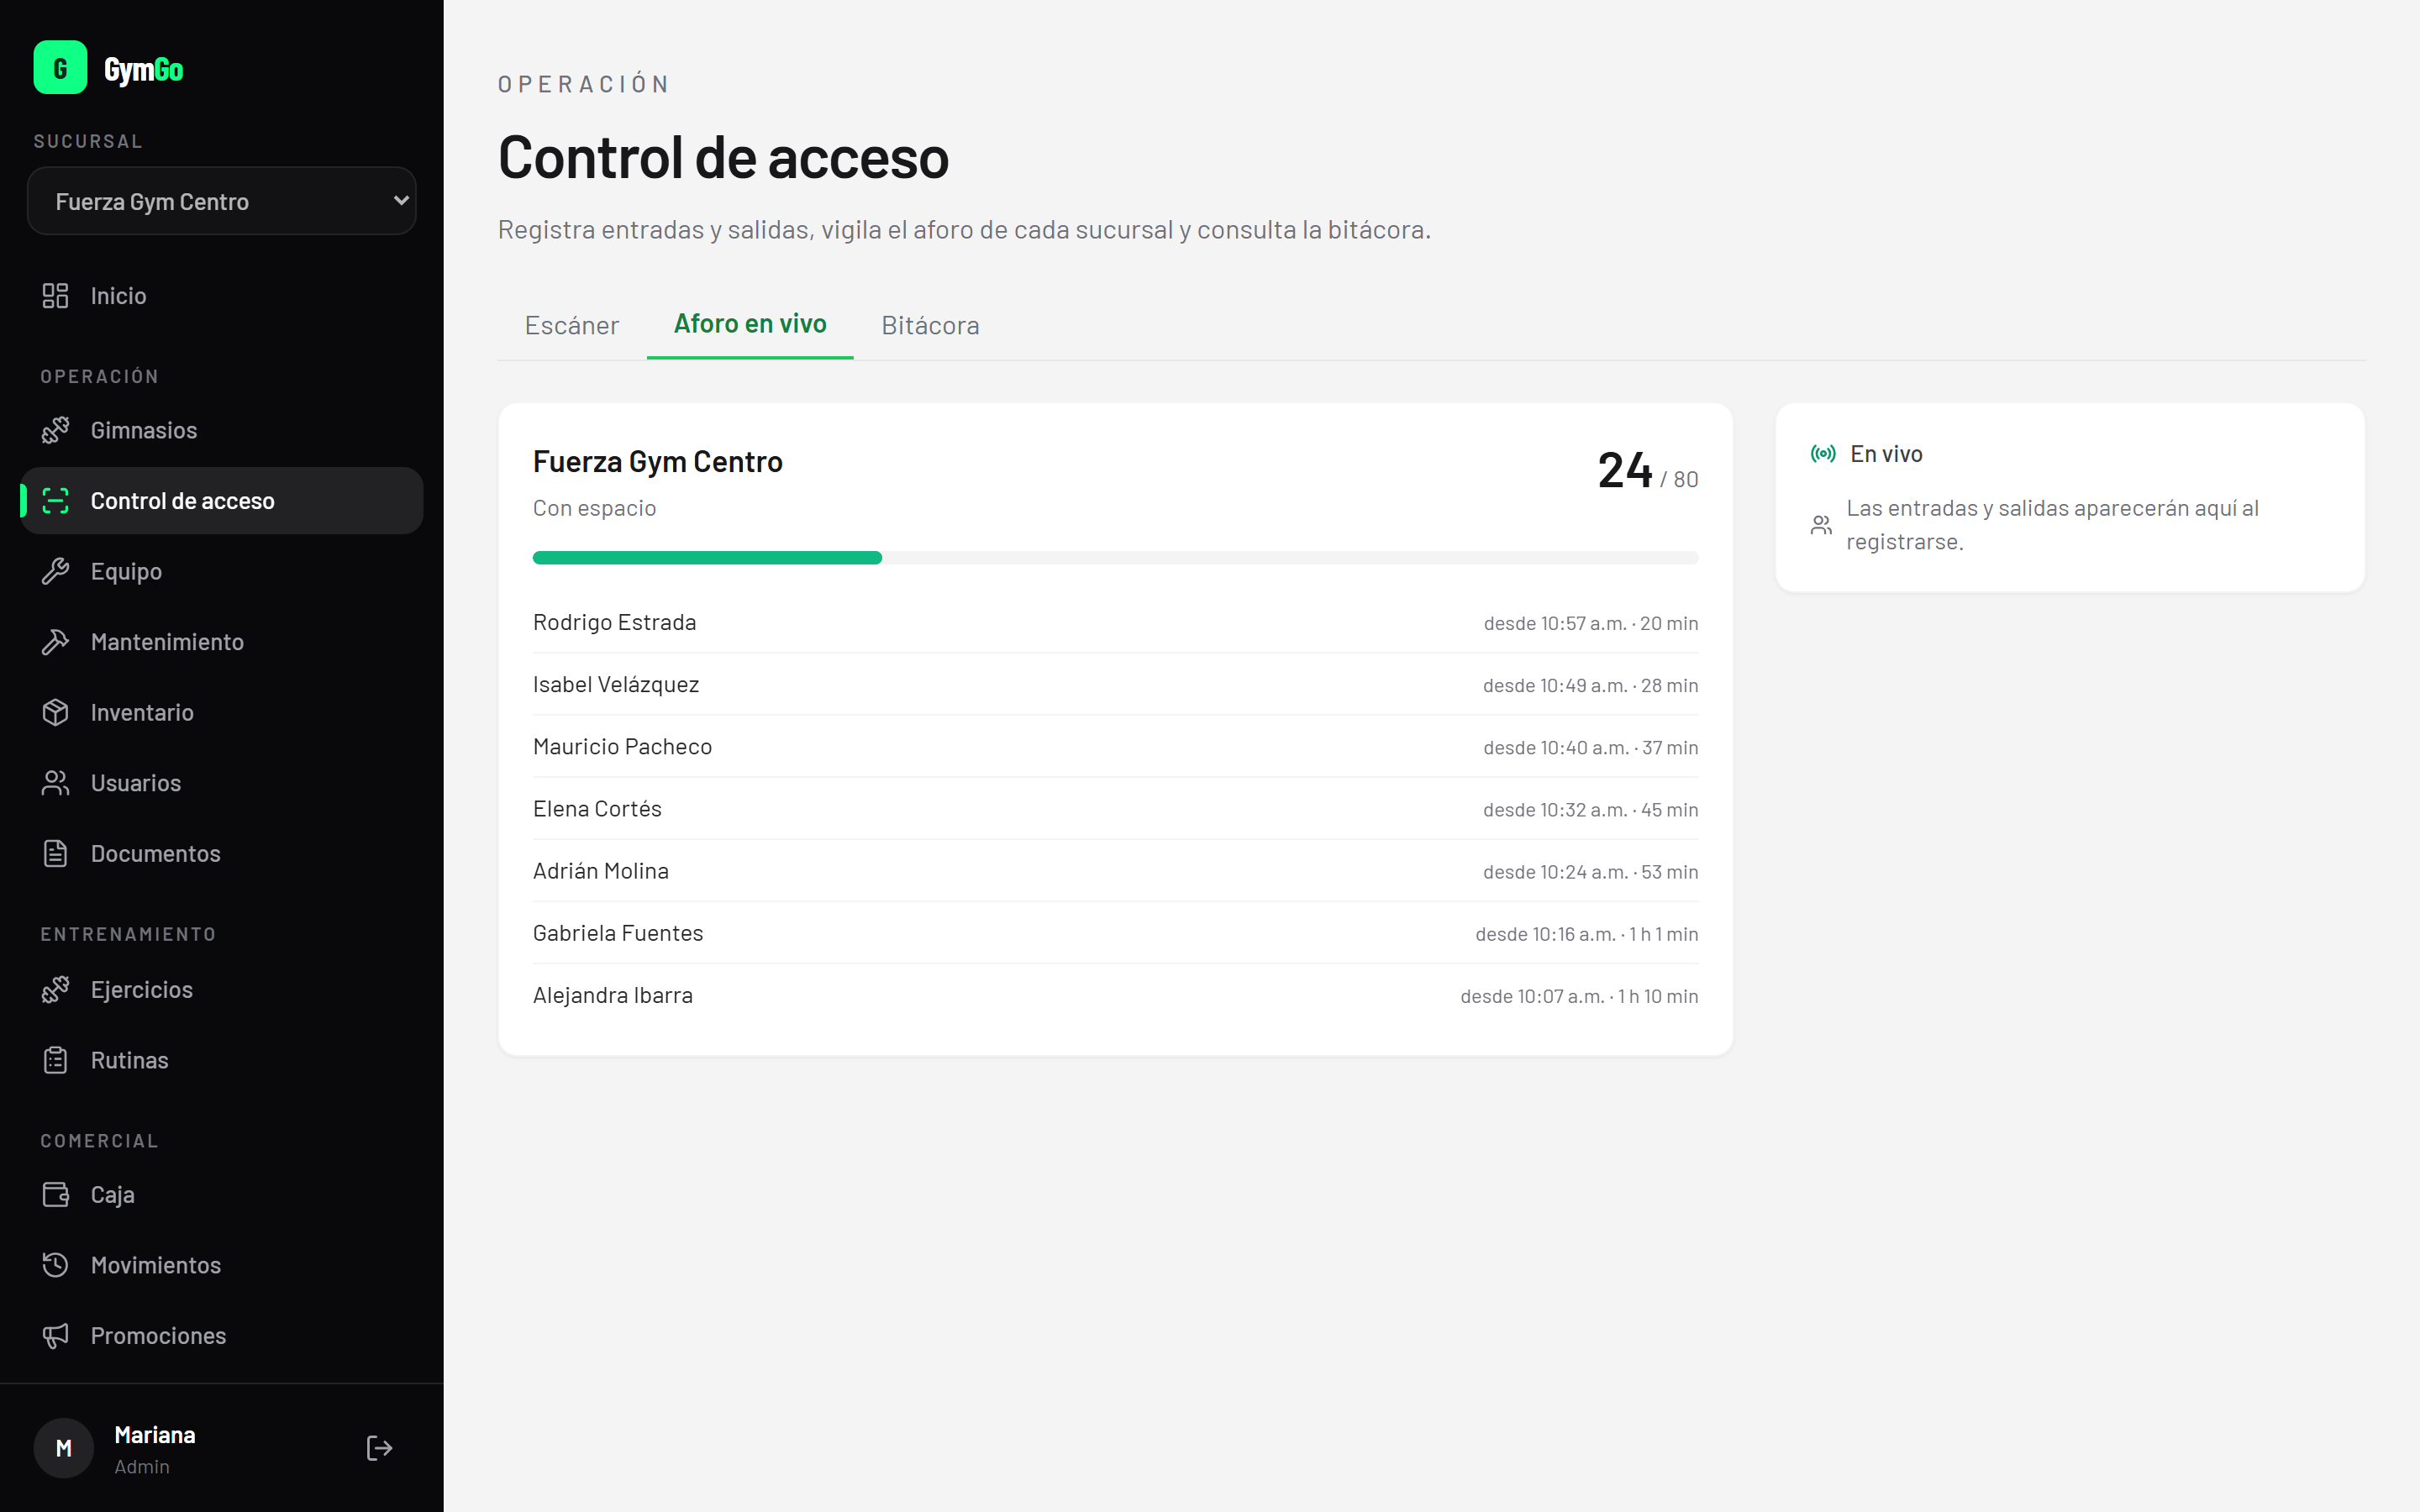 G GymGo
SUCURSAL
Fuerza Gym Centro
Inicio
OPERACIÓN
Gimnasios
Control de acceso
Equipo
Mantenimiento
Inventario
Usuarios
Documentos
ENTRENAMIENTO
Ejercicios
Rutinas
COMERCIAL
Caja
Movimientos
Promociones
M
Mariana
Admin
OPERACIÓN
Control de acceso
Registra entradas y salidas, vigila el aforo de cada sucursal y consulta la bitácora.
Escáner Aforo en vivo Bitácora
Fuerza Gym Centro 24 / 80
Con espacio
Rodrigo Estrada desde 10:57 a.m. · 20 min
Isabel Velázquez desde 10:49 a.m. · 28 min
Mauricio Pacheco desde 10:40 a.m. · 37 min
Elena Cortés desde 10:32 a.m. · 45 min
Adrián Molina desde 10:24 a.m. · 53 min
Gabriela Fuentes desde 10:16 a.m. · 1 h 1 min
Alejandra Ibarra desde 10:07 a.m. · 1 h 10 min
En vivo
Las entradas y salidas aparecerán aquí al
registrarse.